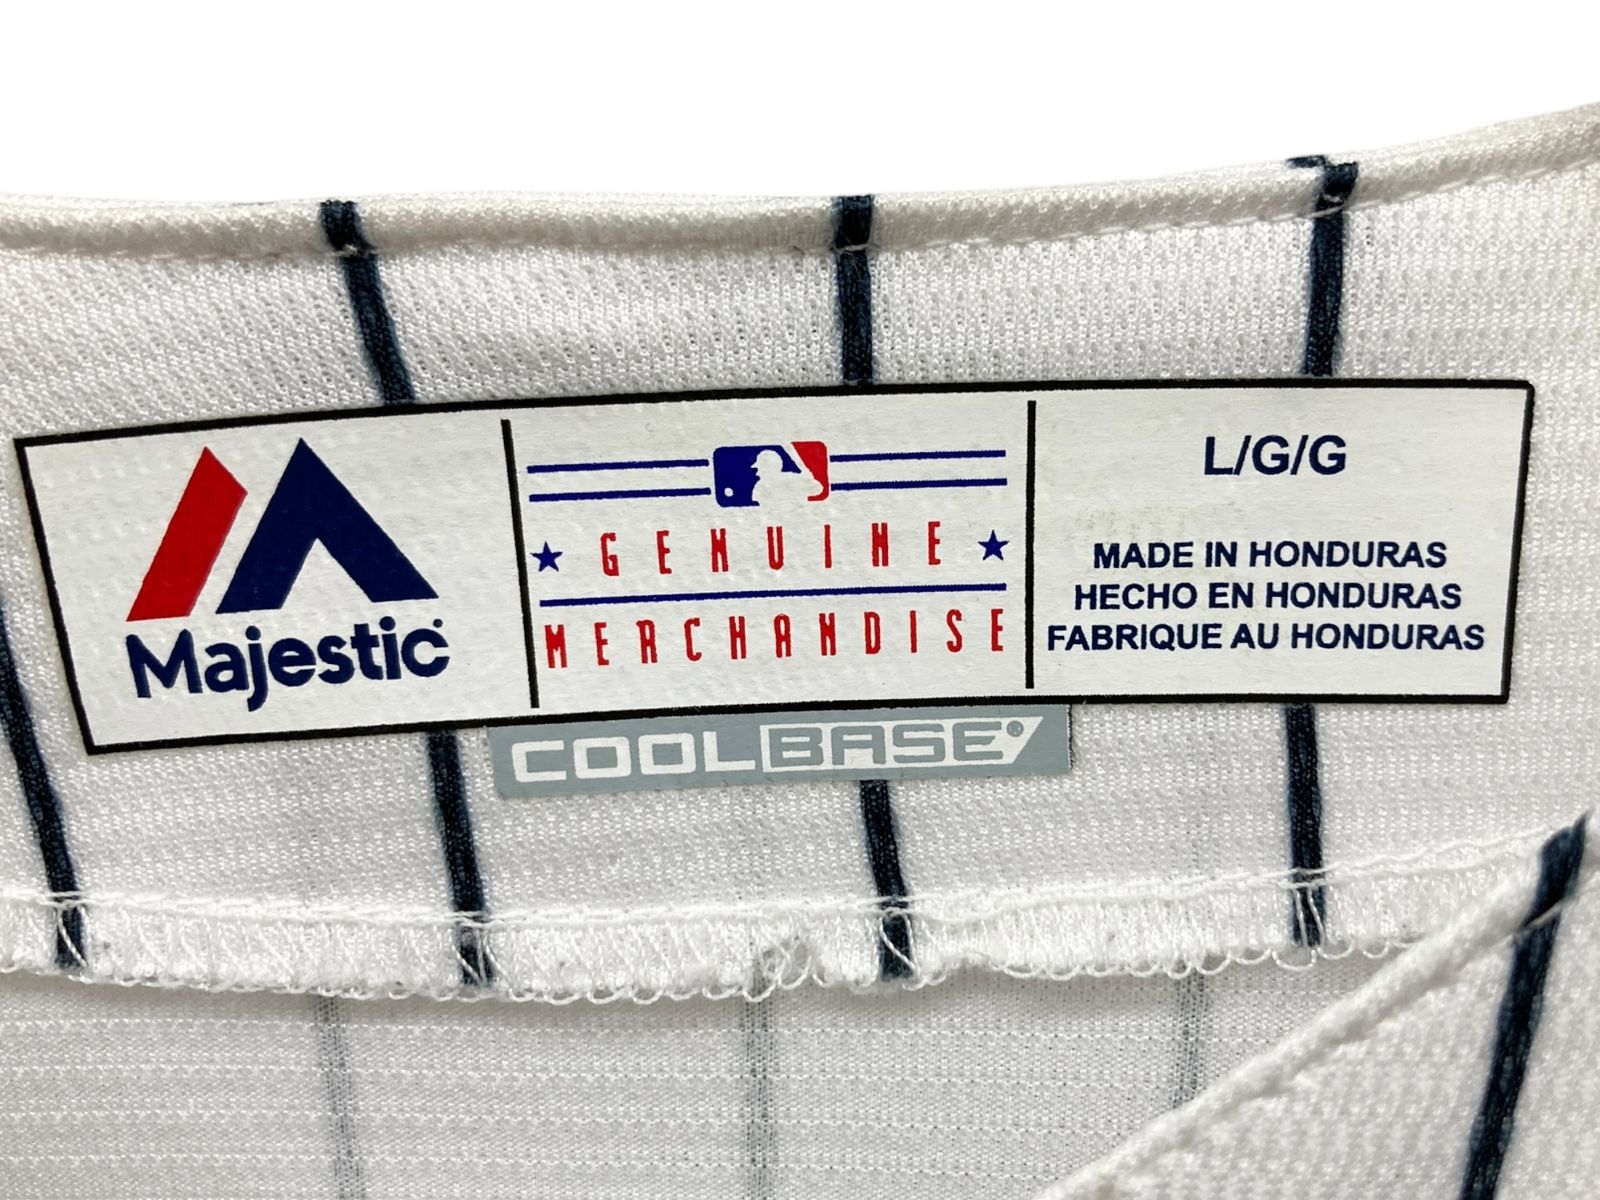 Majestic
GENUINE
MERCHANDISE
L/G/G
MADE IN HONDURAS
HECHO EN HONDURAS
FABRIQUE AU HONDURAS
COOLBASE®